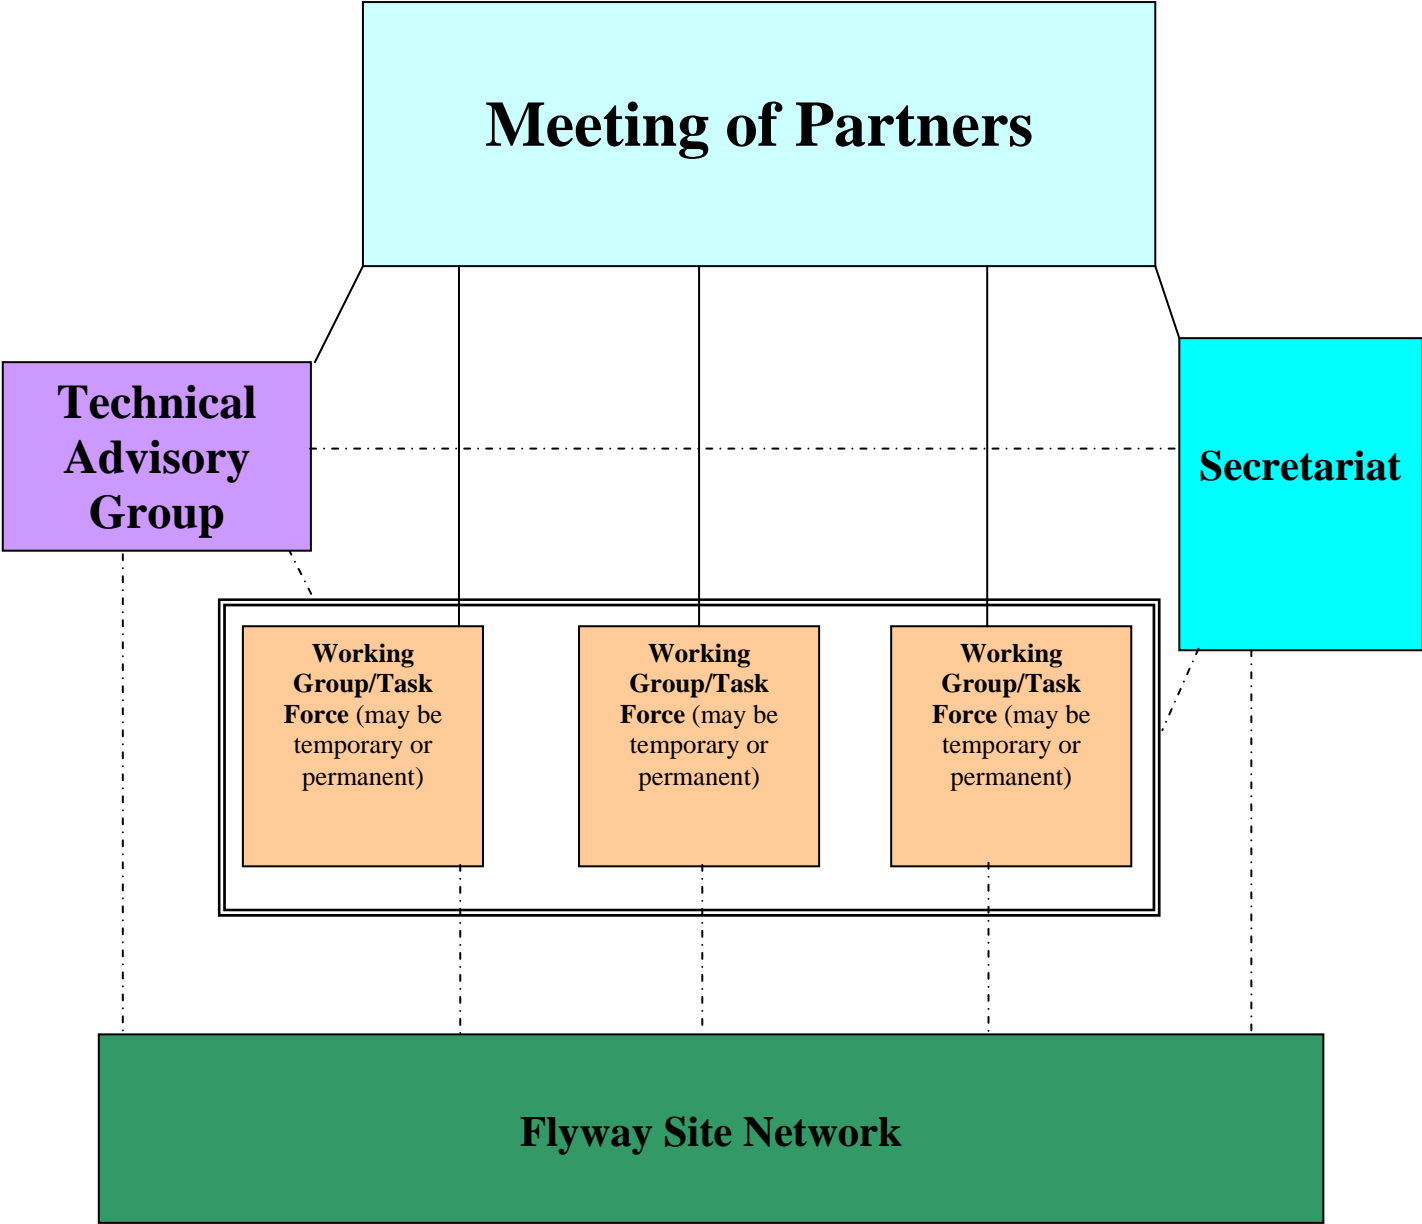 Meeting of Partners
Technical
Advisory
Group
Secretariat
Working
Group/Task
Force (may be
temporary or
permanent)
Working
Group/Task
Force (may be
temporary or
permanent)
Working
Group/Task
Force (may be
temporary or
permanent)
Flyway Site Network